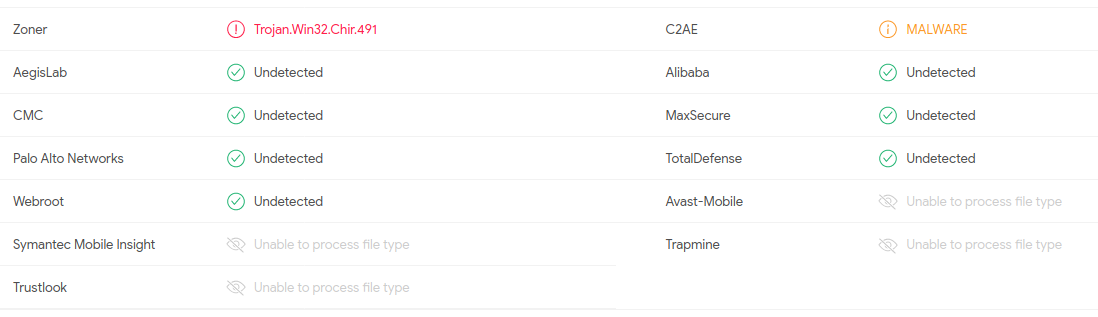 Zoner Trojan.Win32.Chir.491 C2AE MALWARE
AegisLab Undetected Alibaba Undetected
CMC Undetected MaxSecure Undetected
Palo Alto Networks Undetected TotalDefense Undetected
Webroot Undetected Avast-Mobile Unable to process file type
Symantec Mobile Insight Unable to process file type Trapmine Unable to process file type
Trustlook Unable to process file type